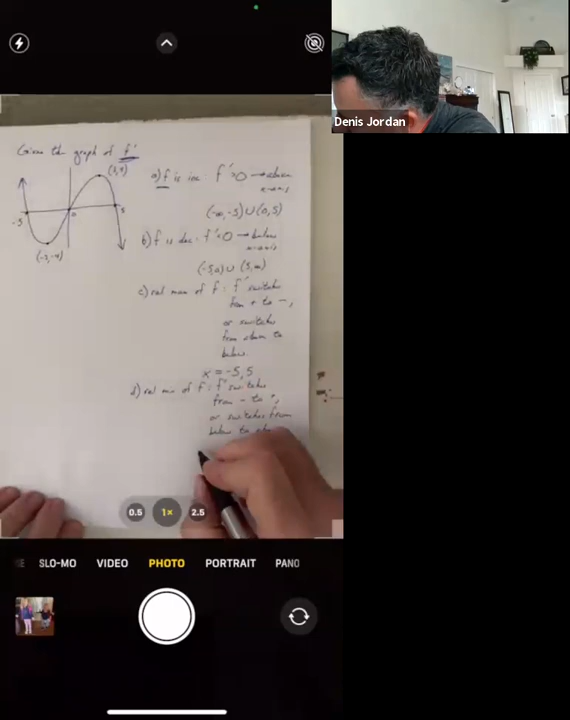 Denis Jordan
Given the graph of f'
(3,4)
-5
0
5
(-3,-4)
a) f is inc: f'>0 → above
x-axis
(-∞,-5)∪(0,5)
b) f is dec: f'<0 → below
x-axis
(-5,0)∪(5,∞)
c) rel max of f: f' switches
from + to -,
or switches
from above to
below.
x = -5,5
d) rel min of f: f' switches
from - to +,
or switches from
below to above
0.5 1× 2.5
SLO-MO VIDEO PHOTO PORTRAIT PANO